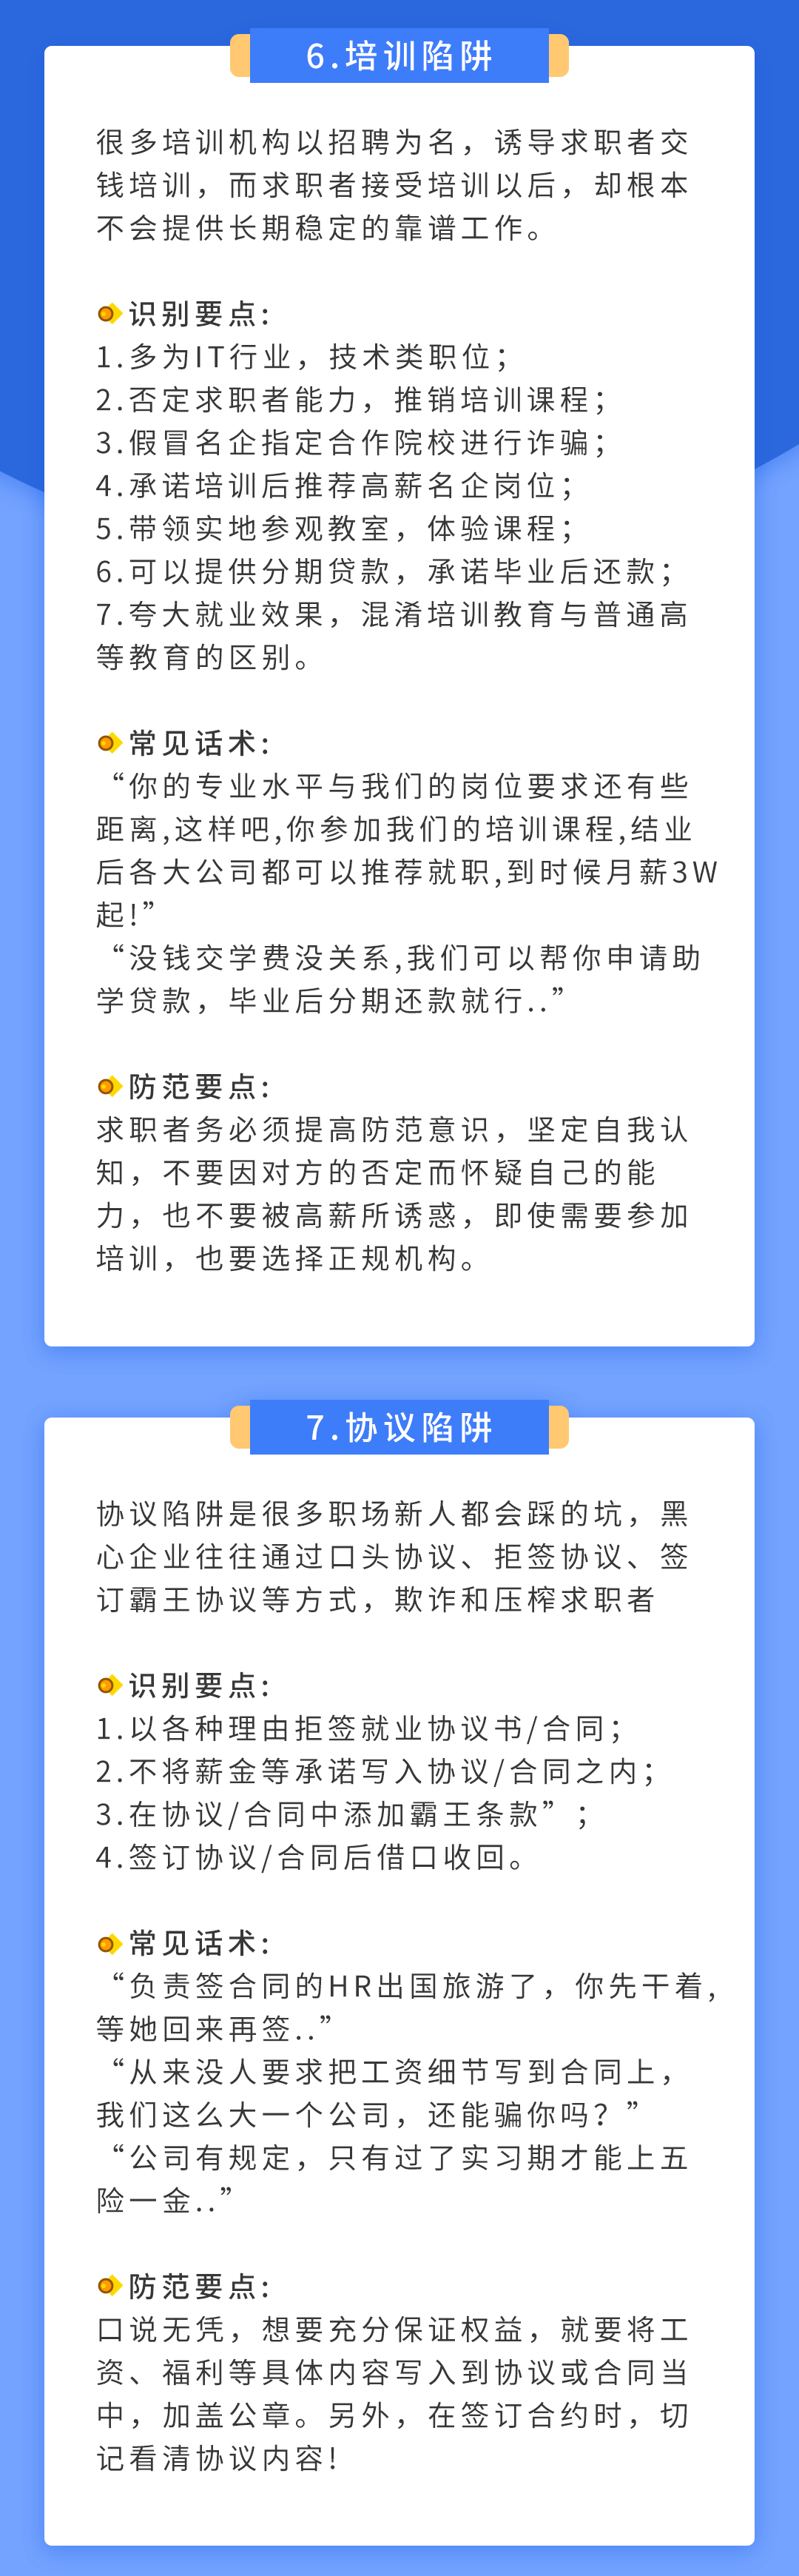 6.培训陷阱
很多培训机构以招聘为名，诱导求职者交
钱培训，而求职者接受培训以后，却根本
不会提供长期稳定的靠谱工作。
识别要点：
1.多为IT行业，技术类职位；
2.否定求职者能力，推销培训课程；
3.假冒名企指定合作院校进行诈骗；
4.承诺培训后推荐高薪名企岗位；
5.带领实地参观教室，体验课程；
6.可以提供分期贷款，承诺毕业后还款；
7.夸大就业效果，混淆培训教育与普通高
等教育的区别。
常见话术：
“你的专业水平与我们的岗位要求还有些
距离,这样吧,你参加我们的培训课程,结业
后各大公司都可以推荐就职,到时候月薪3W
起!”
“没钱交学费没关系,我们可以帮你申请助
学贷款，毕业后分期还款就行..”
防范要点：
求职者务必须提高防范意识，坚定自我认
知，不要因对方的否定而怀疑自己的能
力，也不要被高薪所诱惑，即使需要参加
培训，也要选择正规机构。
7.协议陷阱
协议陷阱是很多职场新人都会踩的坑，黑
心企业往往通过口头协议、拒签协议、签
订霸王协议等方式，欺诈和压榨求职者
识别要点：
1.以各种理由拒签就业协议书/合同；
2.不将薪金等承诺写入协议/合同之内；
3.在协议/合同中添加霸王条款”；
4.签订协议/合同后借口收回。
常见话术：
“负责签合同的HR出国旅游了，你先干着，
等她回来再签..”
“从来没人要求把工资细节写到合同上，
我们这么大一个公司，还能骗你吗？”
“公司有规定，只有过了实习期才能上五
险一金..”
防范要点：
口说无凭，想要充分保证权益，就要将工
资、福利等具体内容写入到协议或合同当
中，加盖公章。另外，在签订合约时，切
记看清协议内容!